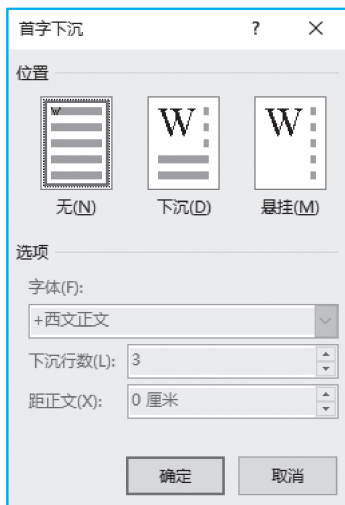 首字下沉 ? ×
位置
W W W
无(N) 下沉(D) 悬挂(M)
选项
字体(F):
+西文正文
下沉行数(L): 3
距正文(X): 0 厘米
确定 取消